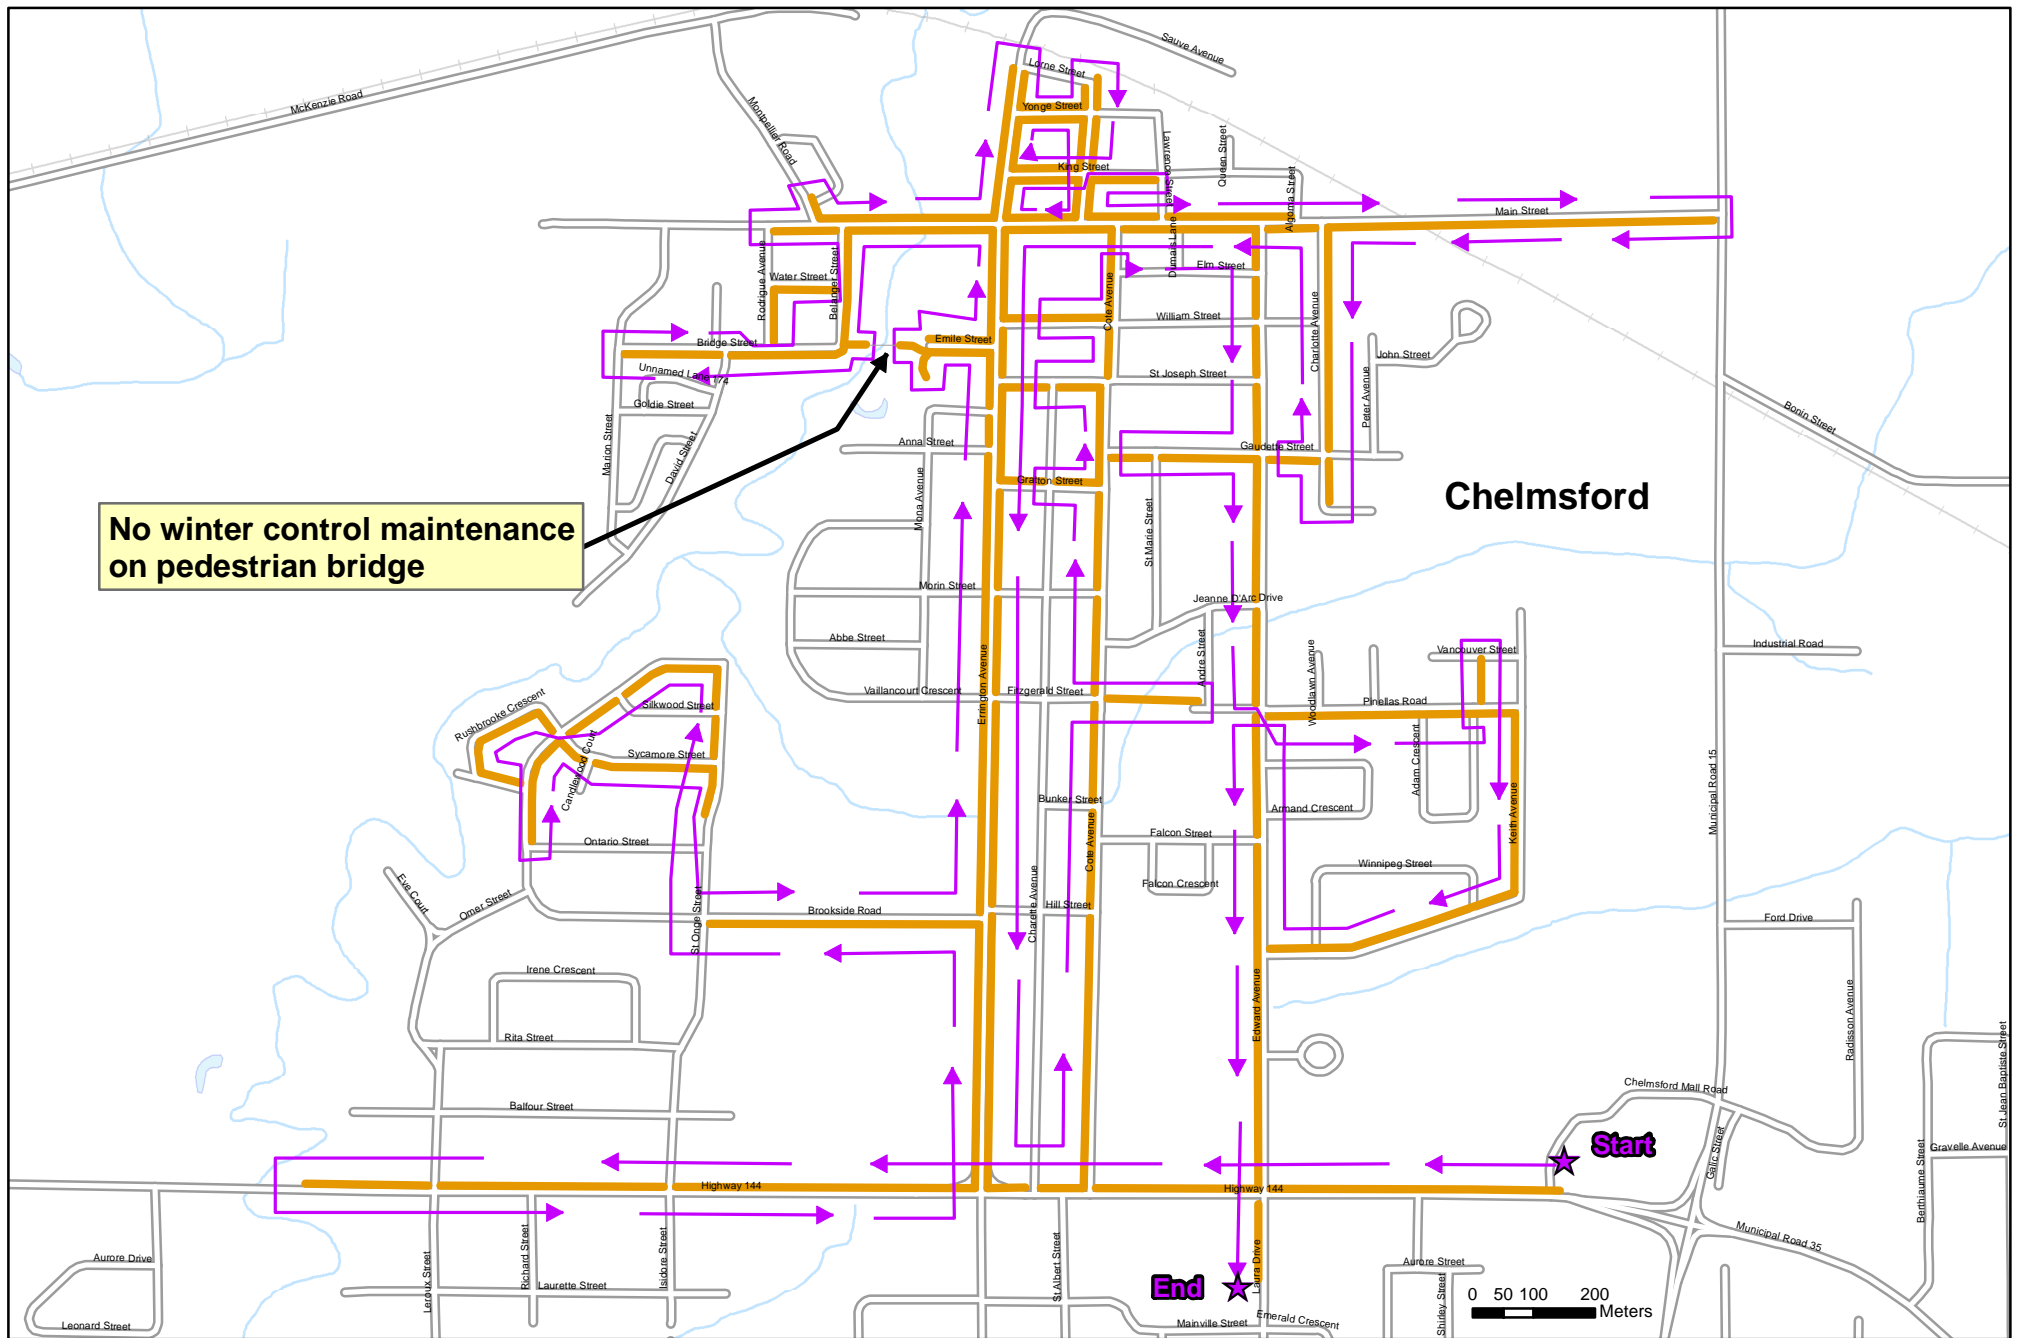 Sauve Avenue
Lorne Street
McKenzie Road
Yonge Street
Montpellier Road
Lawrence Street
Queen Street
King Street
Algoma Street
Main Street
Rodrigue Avenue
Water Street
Belanger Street
Dumais Lane
Elm Street
Cote Avenue
William Street
Charlotte Avenue
Bridge Street
Emile Street
John Street
Unnamed Lane 174
St Joseph Street
Peter Avenue
Goldie Street
Bonin Street
Marion Street
David Street
Anna Street
Gaudette Street
Mona Avenue
Gratton Street
Chelmsford
No winter control maintenance
on pedestrian bridge
St Marie Street
Morin Street
Jeanne D'Arc Drive
Abbe Street
Andre Street
Woodlawn Avenue
Vancouver Street
Industrial Road
Errington Avenue
Rushbrooke Crescent
Silkwood Street
Vaillancourt Crescent
Fitzgerald Street
Pinellas Road
Sycamore Street
Candlewood Court
Adam Crescent
Keith Avenue
Municipal Road 15
Bunker Street
Armand Crescent
Ontario Street
Cote Avenue
Falcon Street
Winnipeg Street
Eve Court
Omer Street
St Onge Street
Brookside Road
Charette Avenue
Hill Street
Falcon Crescent
Ford Drive
Irene Crescent
Edward Avenue
Radisson Avenue
Rita Street
St Jean Baptiste Street
Chelmsford Mall Road
Balfour Street
Start
Galic Street
Gravelle Avenue
Highway 144
Highway 144
Berthiaume Street
Municipal Road 35
Aurore Drive
Leroux Street
Richard Street
Laurette Street
Isidore Street
St Albert Street
End
Laura Drive
Aurore Street
Shirley Street
0 50 100 200
Meters
Leonard Street
Mainville Street
Emerald Crescent